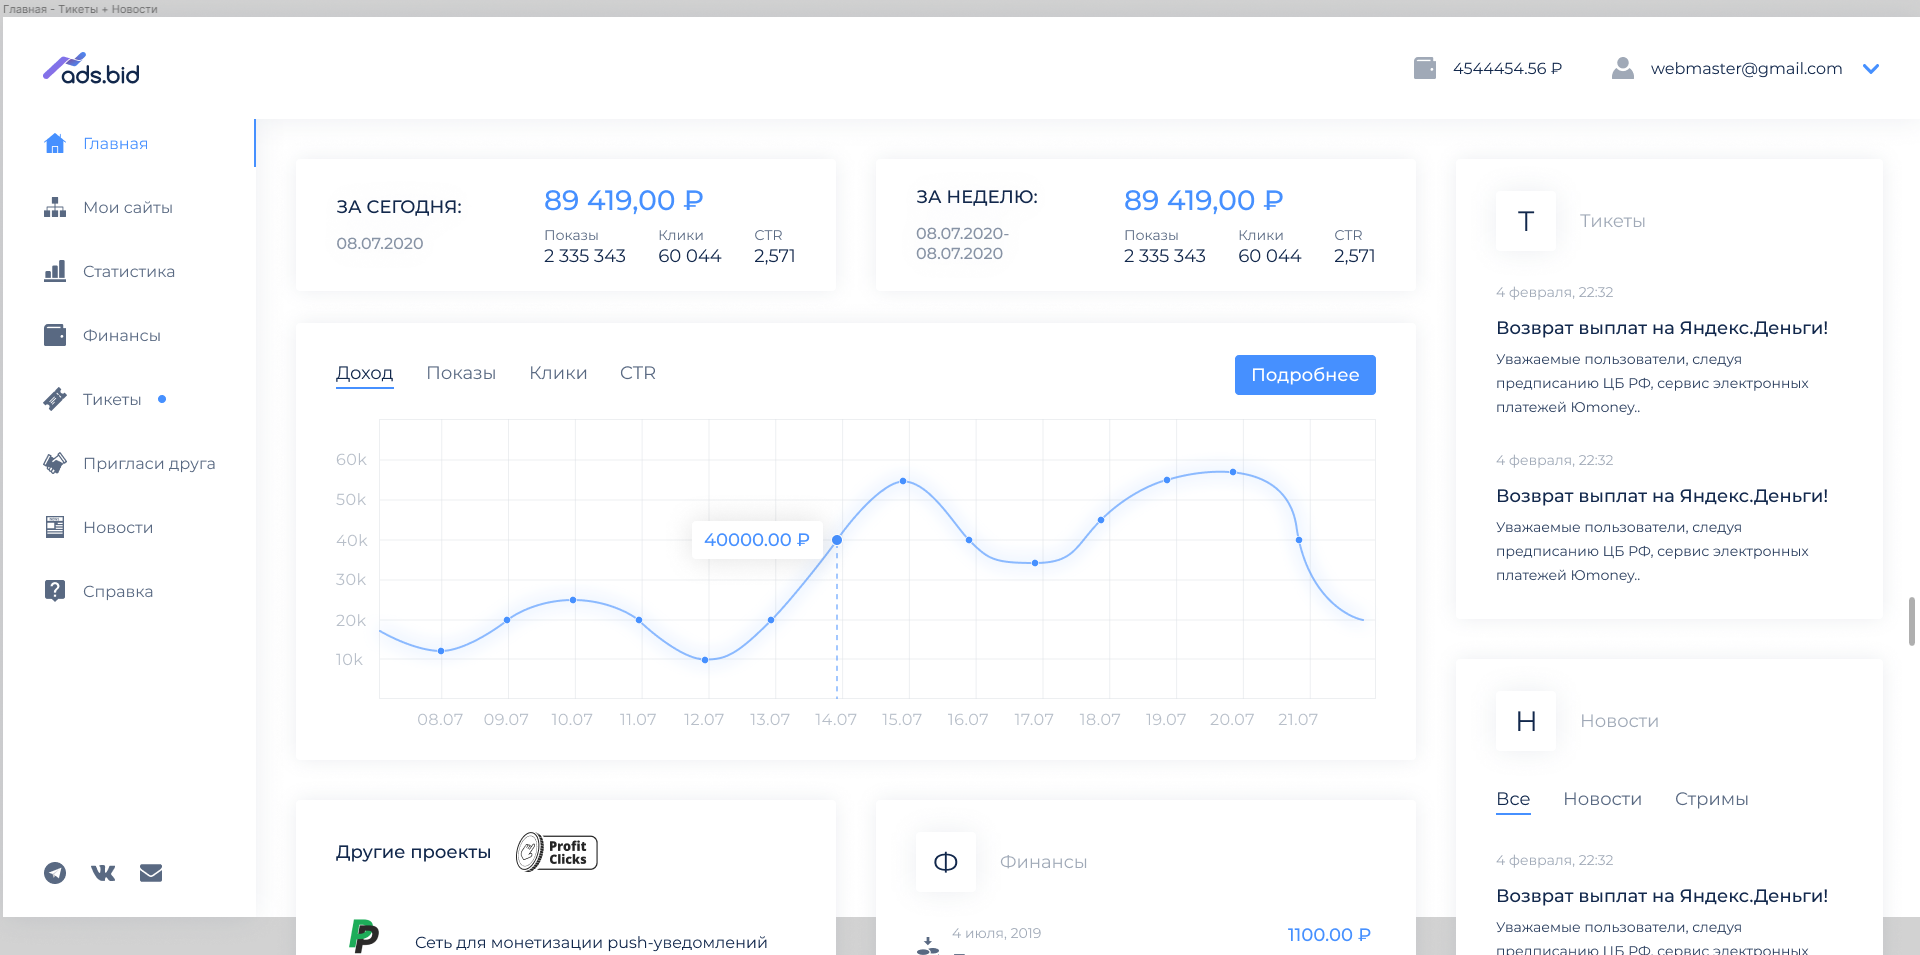 Главная - Тикеты + Новости
ads.bid
4544454.56 ₽
webmaster@gmail.com
Главная
Мои сайты
Статистика
Финансы
Тикеты
Пригласи друга
Новости
Справка
ЗА СЕГОДНЯ:
08.07.2020
89 419,00 ₽
Показы Клики CTR
2 335 343 60 044 2,571
ЗА НЕДЕЛЮ:
08.07.2020-
08.07.2020
89 419,00 ₽
Показы Клики CTR
2 335 343 60 044 2,571
Доход Показы Клики CTR
Подробнее
60k
50k
40k
30k
20k
10k
40000.00 ₽
08.07 09.07 10.07 11.07 12.07 13.07 14.07 15.07 16.07 17.07 18.07 19.07 20.07 21.07
Другие проекты
Profit
Clicks
Сеть для монетизации push-уведомлений
Ф
Финансы
4 июля, 2019
1100.00 ₽
Т
Тикеты
4 февраля, 22:32
Возврат выплат на Яндекс.Деньги!
Уважаемые пользователи, следуя
предписанию ЦБ РФ, сервис электронных
платежей Юmoney..
4 февраля, 22:32
Возврат выплат на Яндекс.Деньги!
Уважаемые пользователи, следуя
предписанию ЦБ РФ, сервис электронных
платежей Юmoney..
Н
Новости
Все Новости Стримы
4 февраля, 22:32
Возврат выплат на Яндекс.Деньги!
Уважаемые пользователи, следуя
предписанию ЦБ РФ, сервис электронных